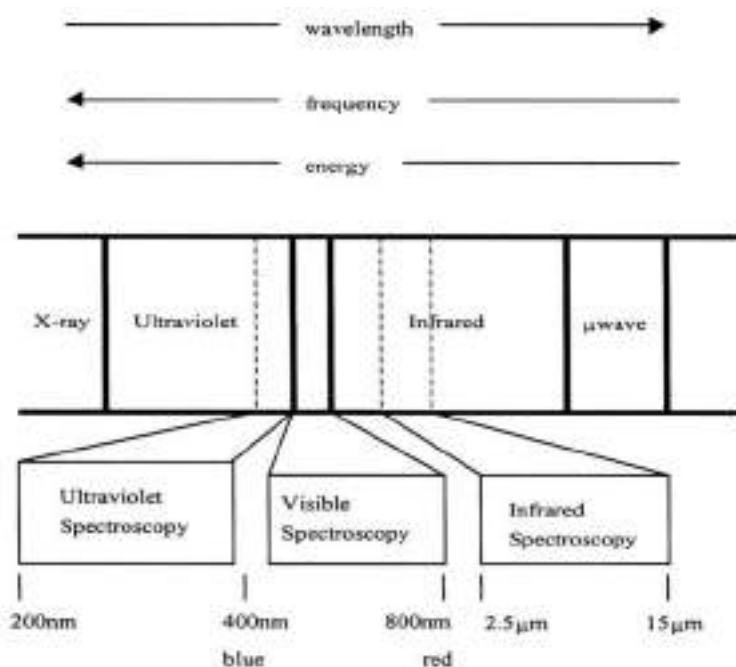 wavelength
frequency
energy
X-ray Ultraviolet Infrared μwave
Ultraviolet
Spectroscopy
Visible
Spectroscopy
Infrared
Spectroscopy
200nm 400nm 800nm 2.5μm 15μm
blue red